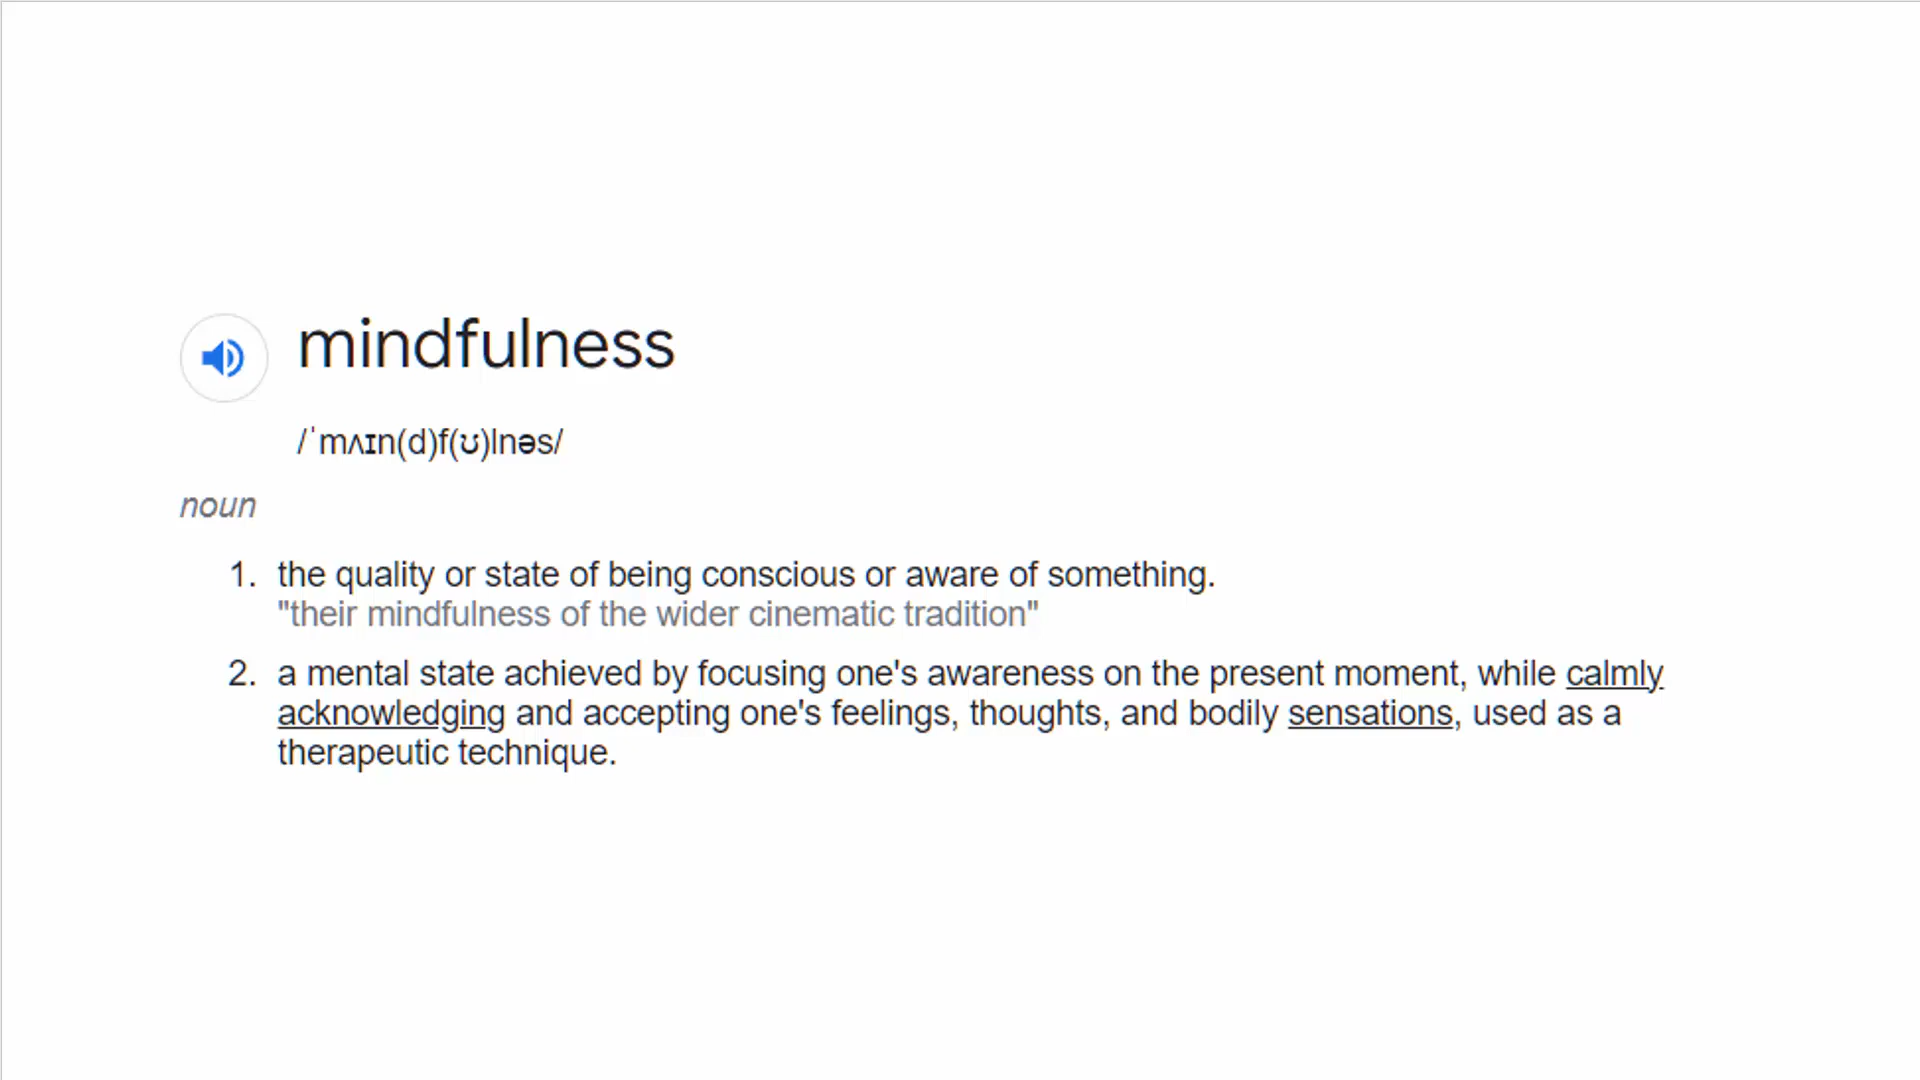 mindfulness
/ˈmʌɪn(d)f(ʊ)lnəs/
noun
1. the quality or state of being conscious or aware of something.
"their mindfulness of the wider cinematic tradition"
2. a mental state achieved by focusing one's awareness on the present moment, while calmly
acknowledging and accepting one's feelings, thoughts, and bodily sensations, used as a
therapeutic technique.